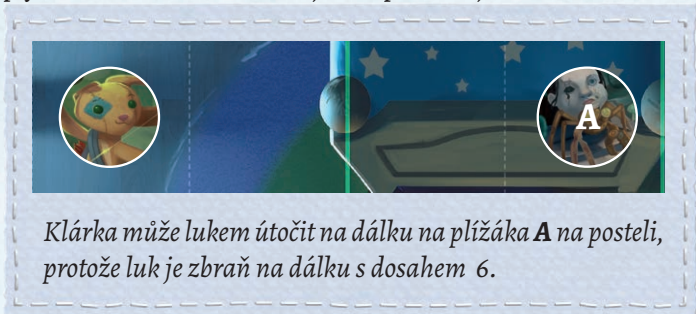 A
Klárka může lukem útočit na dálku na plížáka A na posteli,
protože luk je zbraň na dálku s dosahem 6.